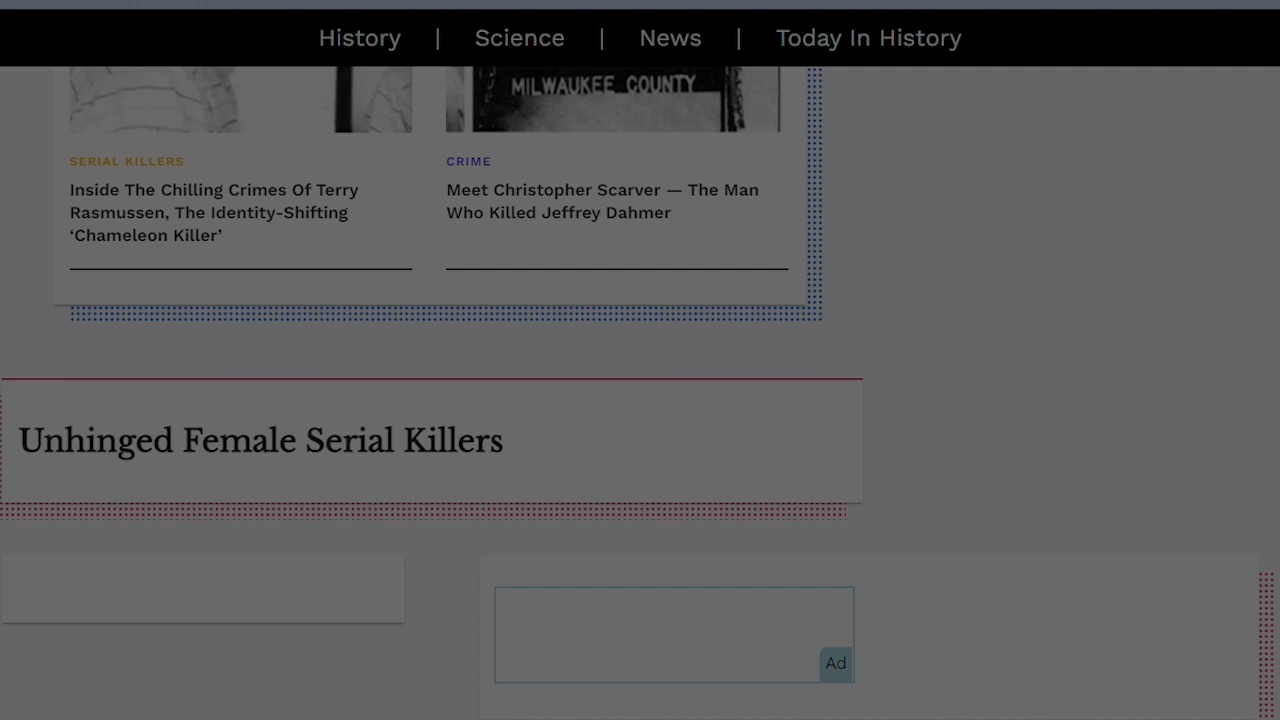 History | Science | News | Today In History
MILWAUKEE COUNTY
SERIAL KILLERS
Inside The Chilling Crimes Of Terry
Rasmussen, The Identity-Shifting
‘Chameleon Killer’
CRIME
Meet Christopher Scarver — The Man
Who Killed Jeffrey Dahmer
Unhinged Female Serial Killers
Ad